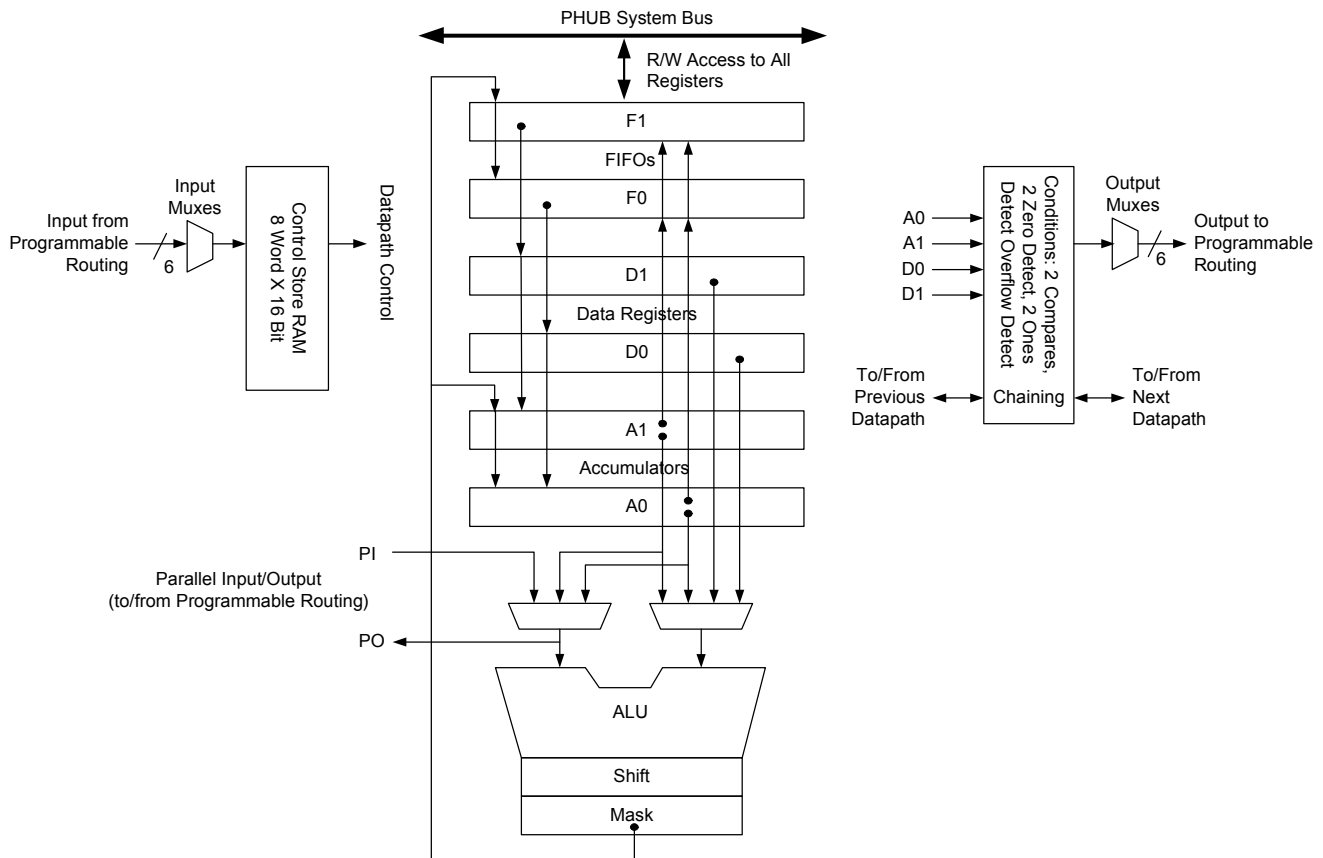 PHUB System Bus
R/W Access to All
Registers
F1
FIFOs
F0
D1
Data Registers
D0
A1
Accumulators
A0
Input from
Programmable
Routing
6
Input
Muxes
Control Store RAM
8 Word X 16 Bit
Datapath Control
A0
A1
D0
D1
Conditions: 2 Compares,
2 Zero Detect, 2 Ones
Detect Overflow Detect
Output
Muxes
6
Output to
Programmable
Routing
To/From
Previous
Datapath
Chaining
To/From
Next
Datapath
PI
Parallel Input/Output
(to/from Programmable Routing)
PO
ALU
Shift
Mask